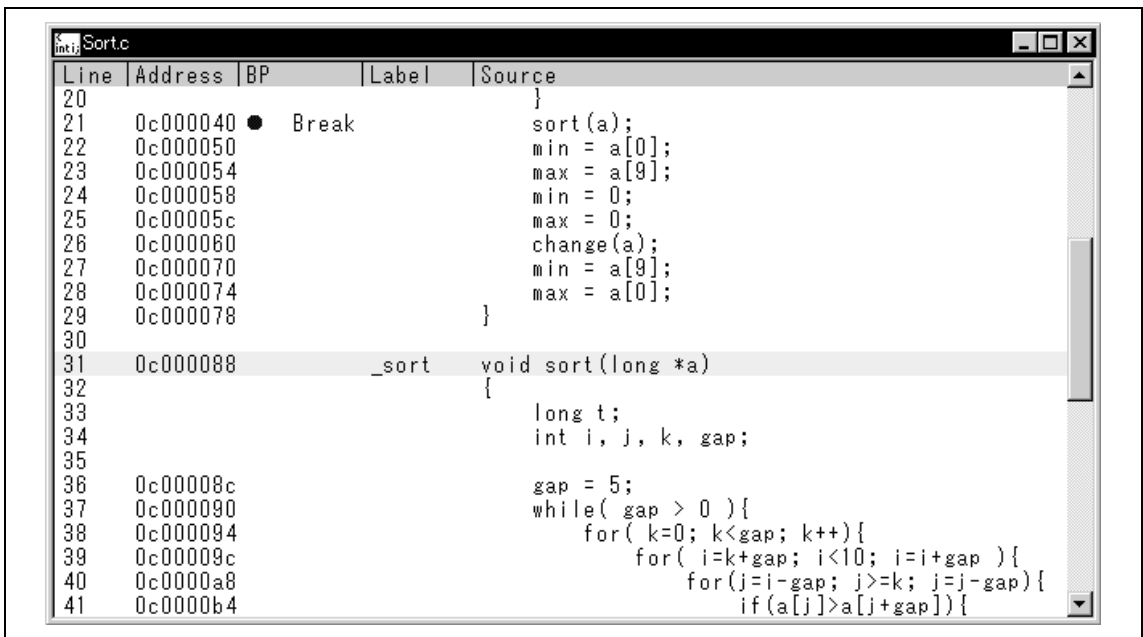 int i; Sort.c
Line Address BP Label Source
20 }
21 0c000040 ● Break sort(a);
22 0c000050 min = a[0];
23 0c000054 max = a[9];
24 0c000058 min = 0;
25 0c00005c max = 0;
26 0c000060 change(a);
27 0c000070 min = a[9];
28 0c000074 max = a[0];
29 0c000078 }
30
31 0c000088 _sort void sort(long *a)
32 {
33 long t;
34 int i, j, k, gap;
35
36 0c00008c gap = 5;
37 0c000090 while( gap > 0 ){
38 0c000094 for( k=0; k<gap; k++){
39 0c00009c for( i=k+gap; i<10; i=i+gap ){
40 0c0000a8 for(j=i-gap; j>=k; j=j-gap){
41 0c0000b4 if(a[j]>a[j+gap]){